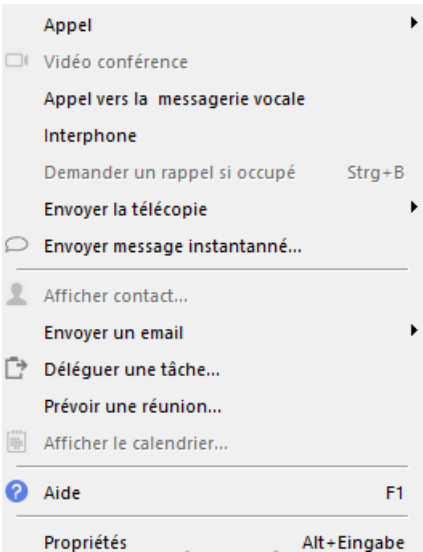 Appel
Vidéo conférence
Appel vers la messagerie vocale
Interphone
Demander un rappel si occupé Strg+B
Envoyer la télécopie
Envoyer message instantanné...
Afficher contact...
Envoyer un email
Déléguer une tâche...
Prévoir une réunion...
Afficher le calendrier...
Aide F1
Propriétés Alt+Eingabe